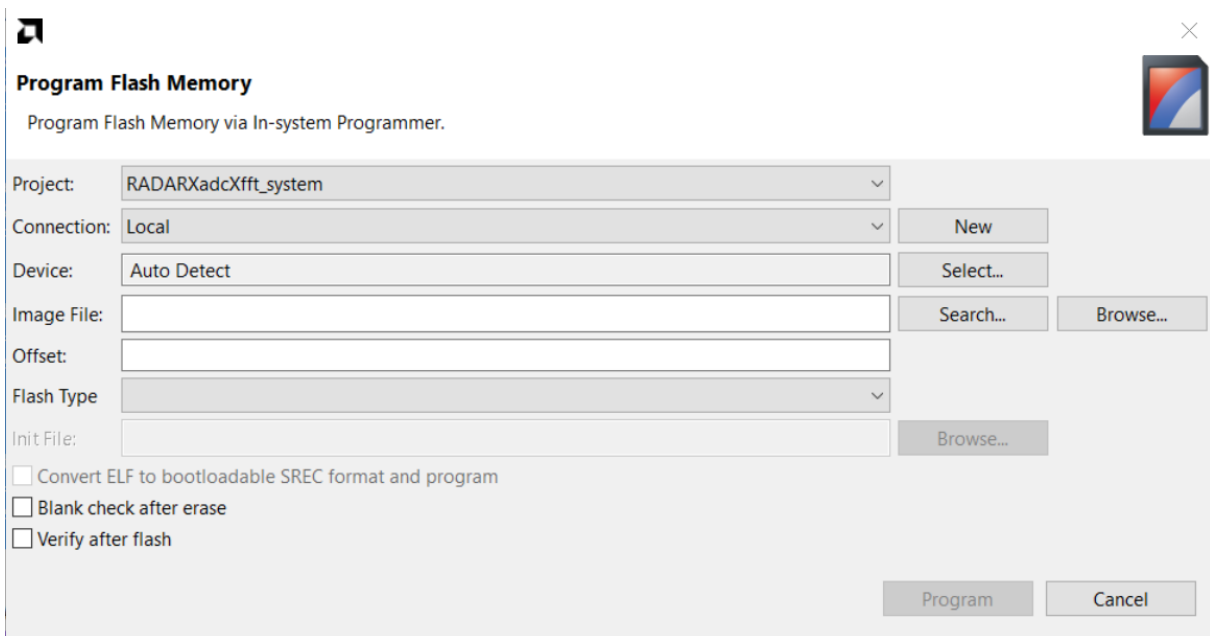 Program Flash Memory
Program Flash Memory via In-system Programmer.
Project: RADARXadcXfft_system
Connection: Local New
Device: Auto Detect Select...
Image File: Search... Browse...
Offset:
Flash Type
Init File: Browse...
Convert ELF to bootloadable SREC format and program
Blank check after erase
Verify after flash
Program Cancel